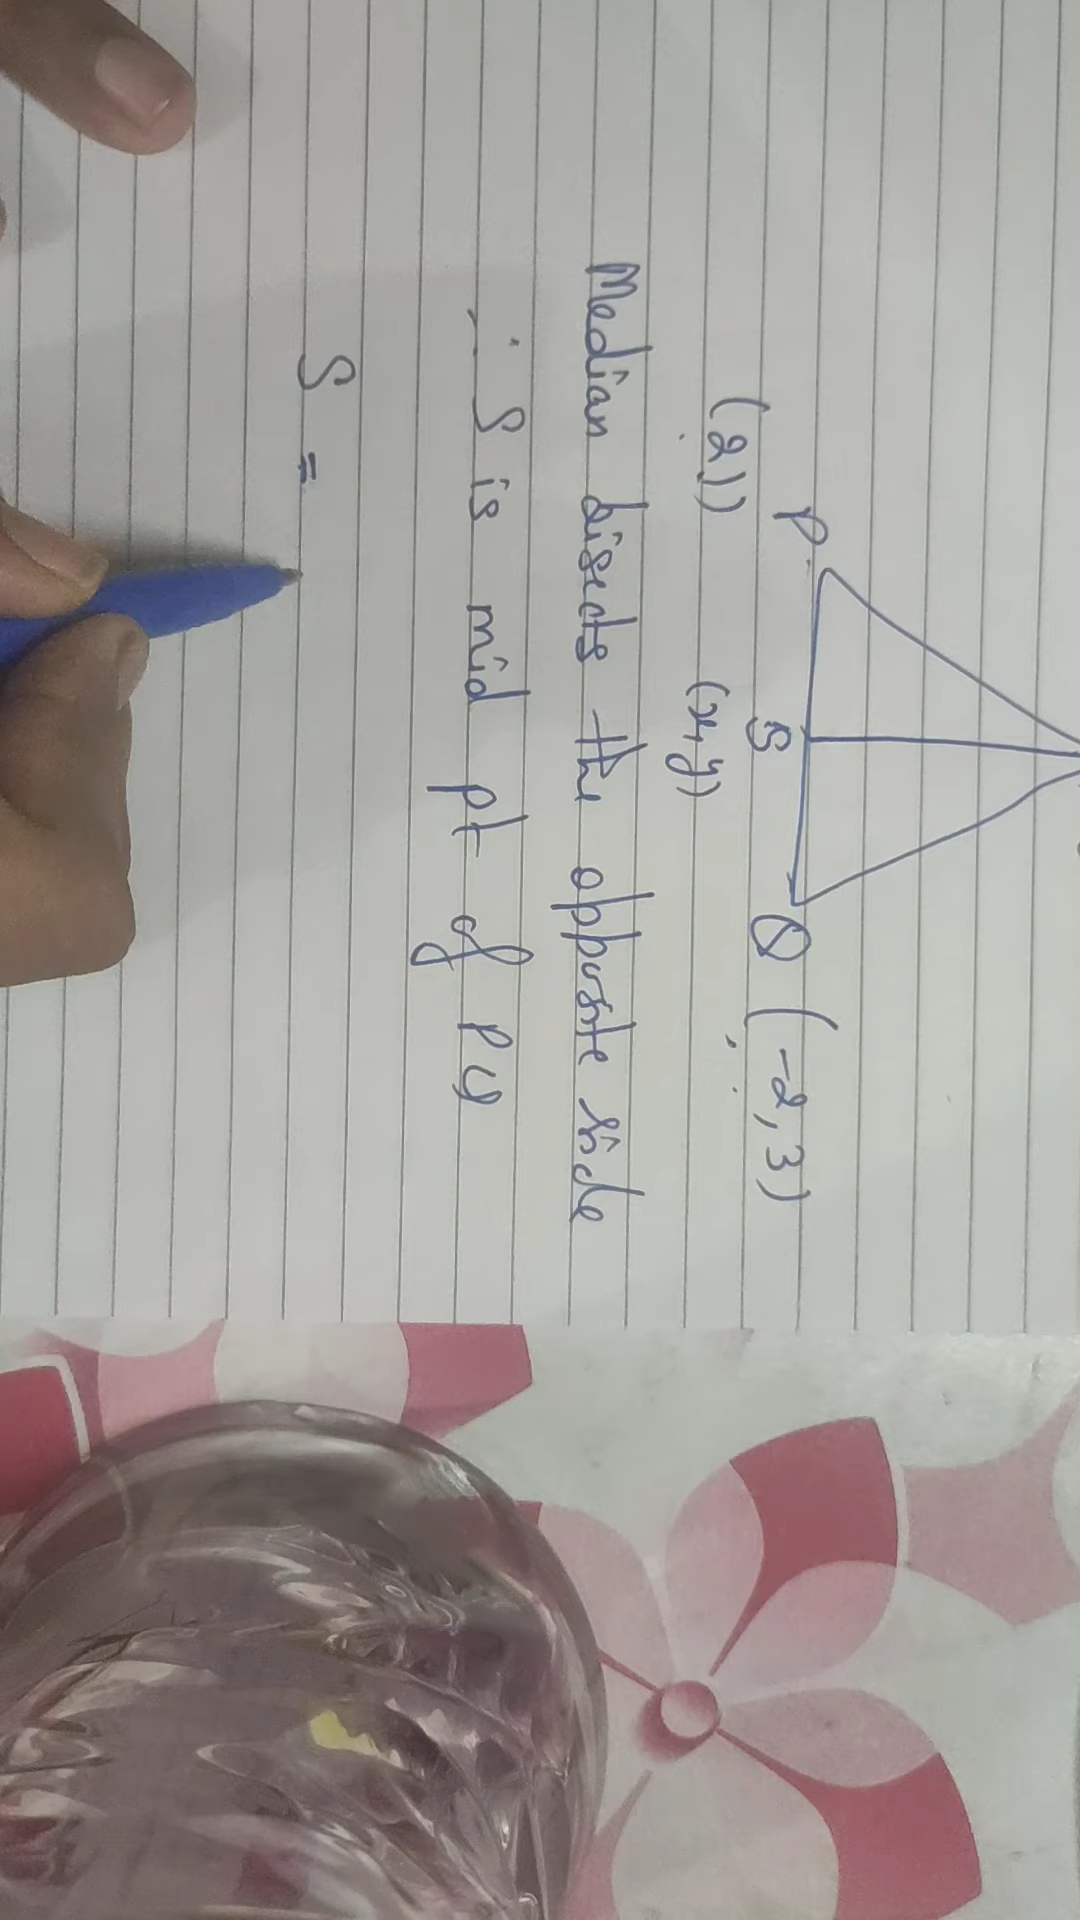 P S Q (-2,3)
(2,1) (x,y)
Median bisects the opposite side
∴ S is mid pt of PQ
S =